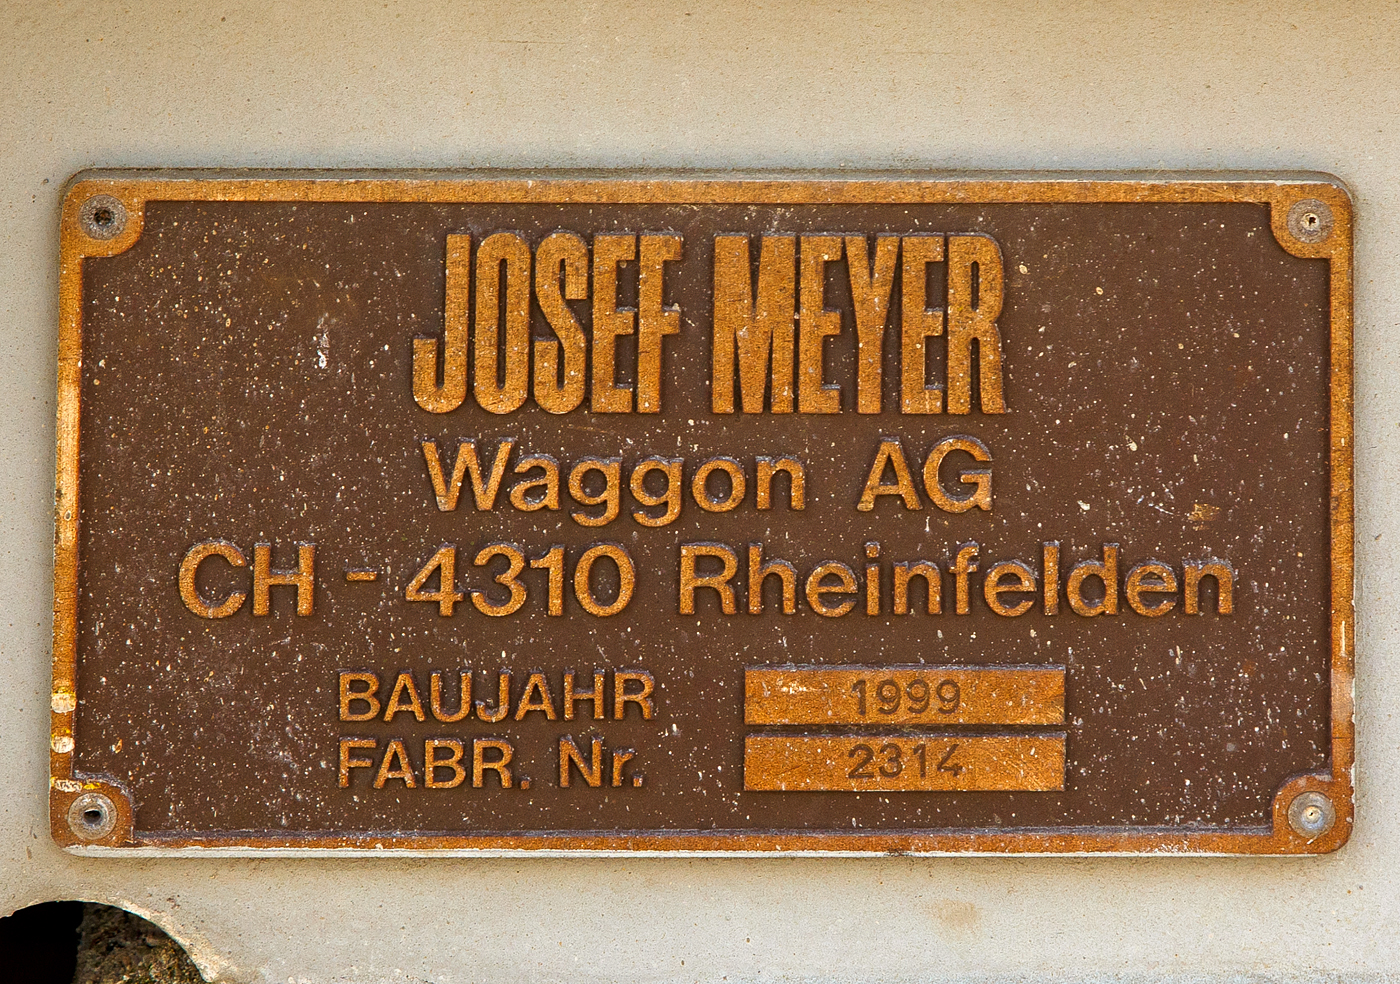 JOSEF MEYER
Waggon AG
CH - 4310 Rheinfelden
BAUJAHR 1999
FABR. Nr. 2314